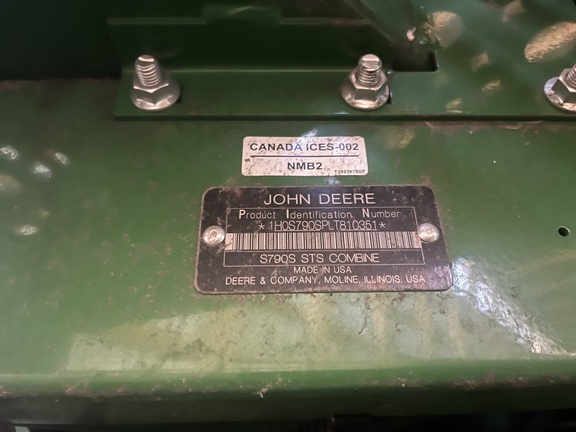 CANADA ICES-002
NMB2
JOHN DEERE
Product Identification Number
*1H0S790SPLT810351*
S790S STS COMBINE
MADE IN USA
DEERE & COMPANY, MOLINE, ILLINOIS, USA